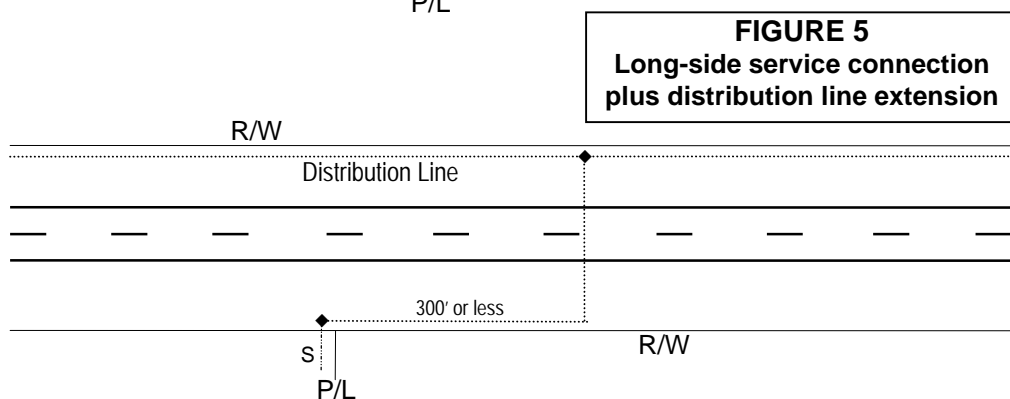 P/L
FIGURE 5
Long-side service connection
plus distribution line extension
R/W
Distribution Line
300' or less
S
R/W
P/L